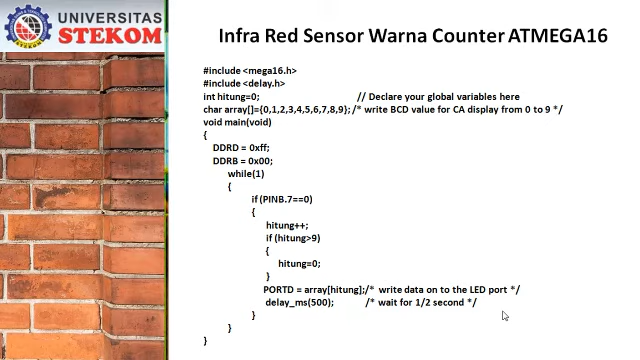 UNIVERSITAS
STEKOM
Infra Red Sensor Warna Counter ATMEGA16
#include <mega16.h>
#include <delay.h>
int hitung=0; // Declare your global variables here
char array[]={0,1,2,3,4,5,6,7,8,9}; /* write BCD value for CA display from 0 to 9 */
void main(void)
{
DDRD = 0xff;
DDRB = 0x00;
while(1)
{
if (PINB.7==0)
{
hitung++;
if (hitung>9)
{
hitung=0;
}
PORTD = array[hitung];/* write data on to the LED port */
delay_ms(500); /* wait for 1/2 second */
}
}
}